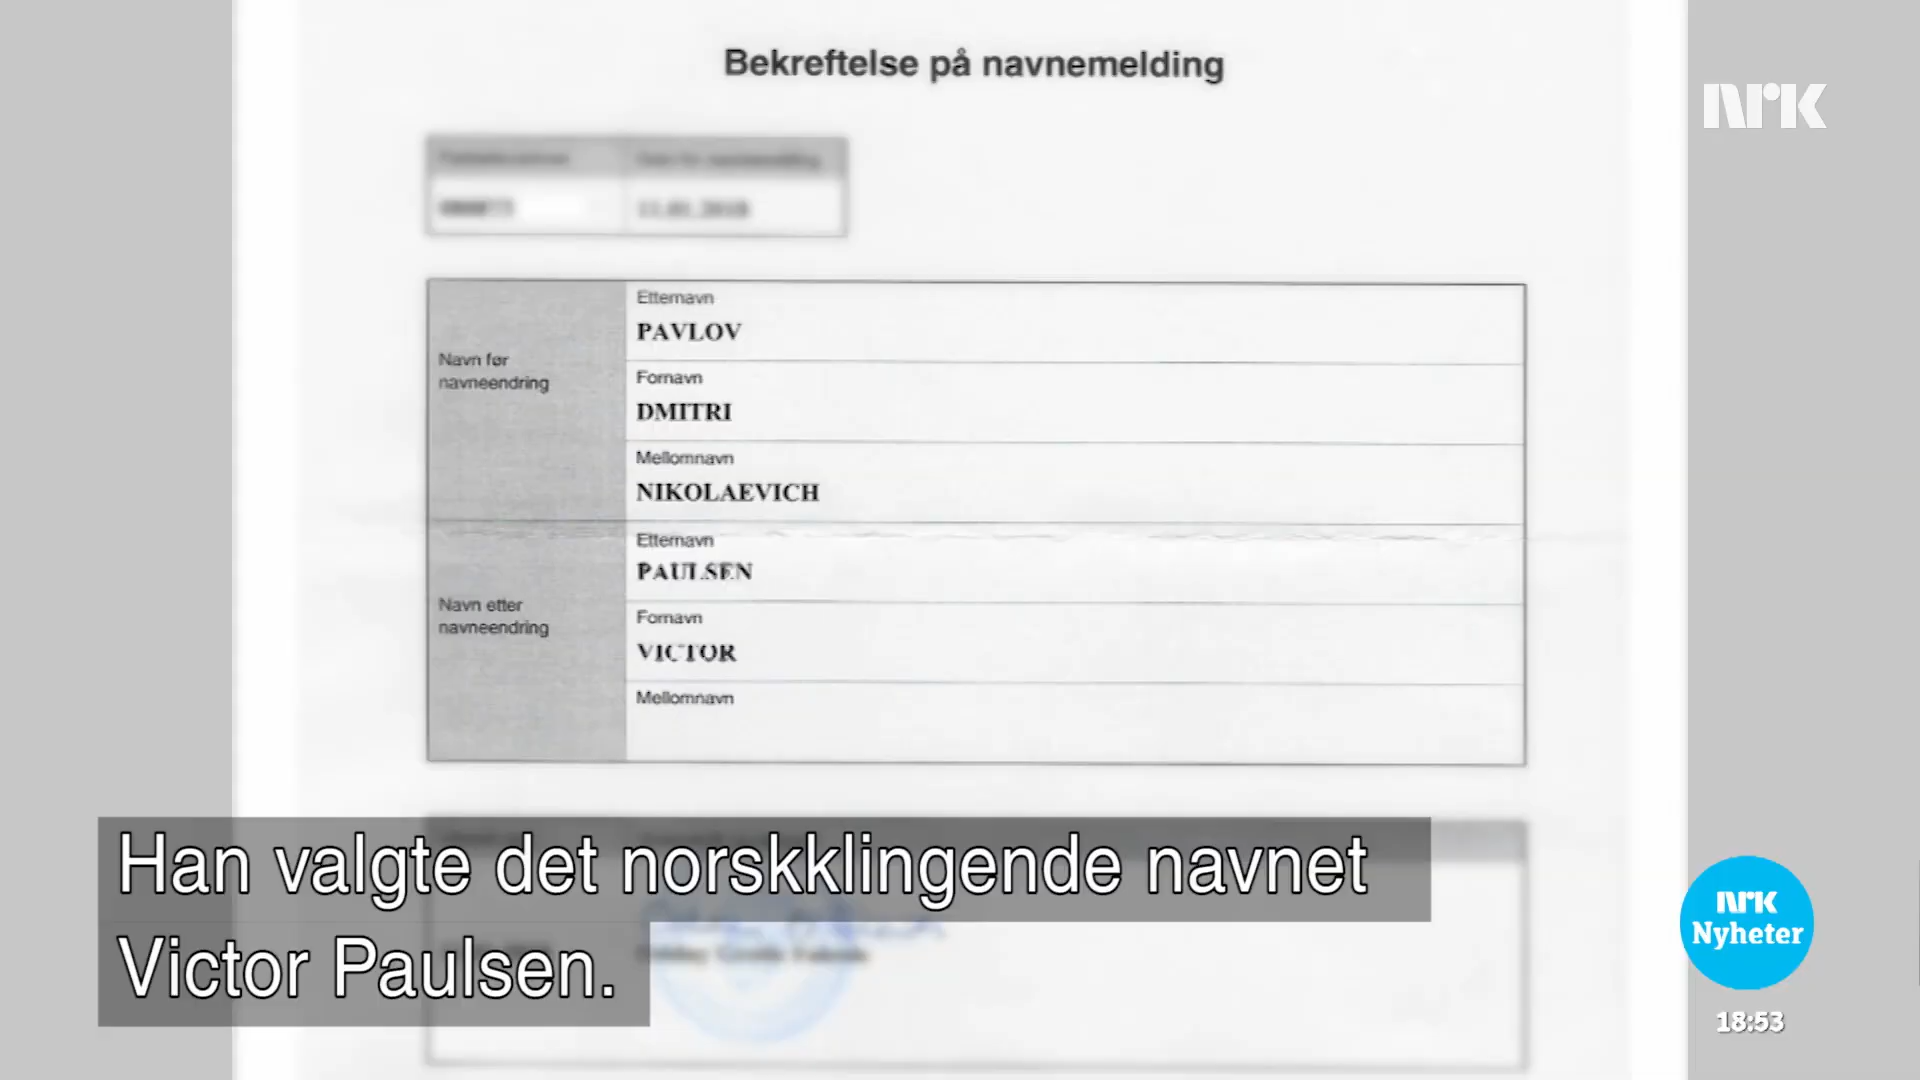 Bekreftelse på navnemelding
nrk
Navn før
navneendring
Etternavn
PAVLOV
Fornavn
DMITRI
Mellomnavn
NIKOLAEVICH
Navn etter
navneendring
Etternavn
PAULSEN
Fornavn
VICTOR
Mellomnavn
Han valgte det norskklingende navnet
Victor Paulsen.
nrk
Nyheter
18:53